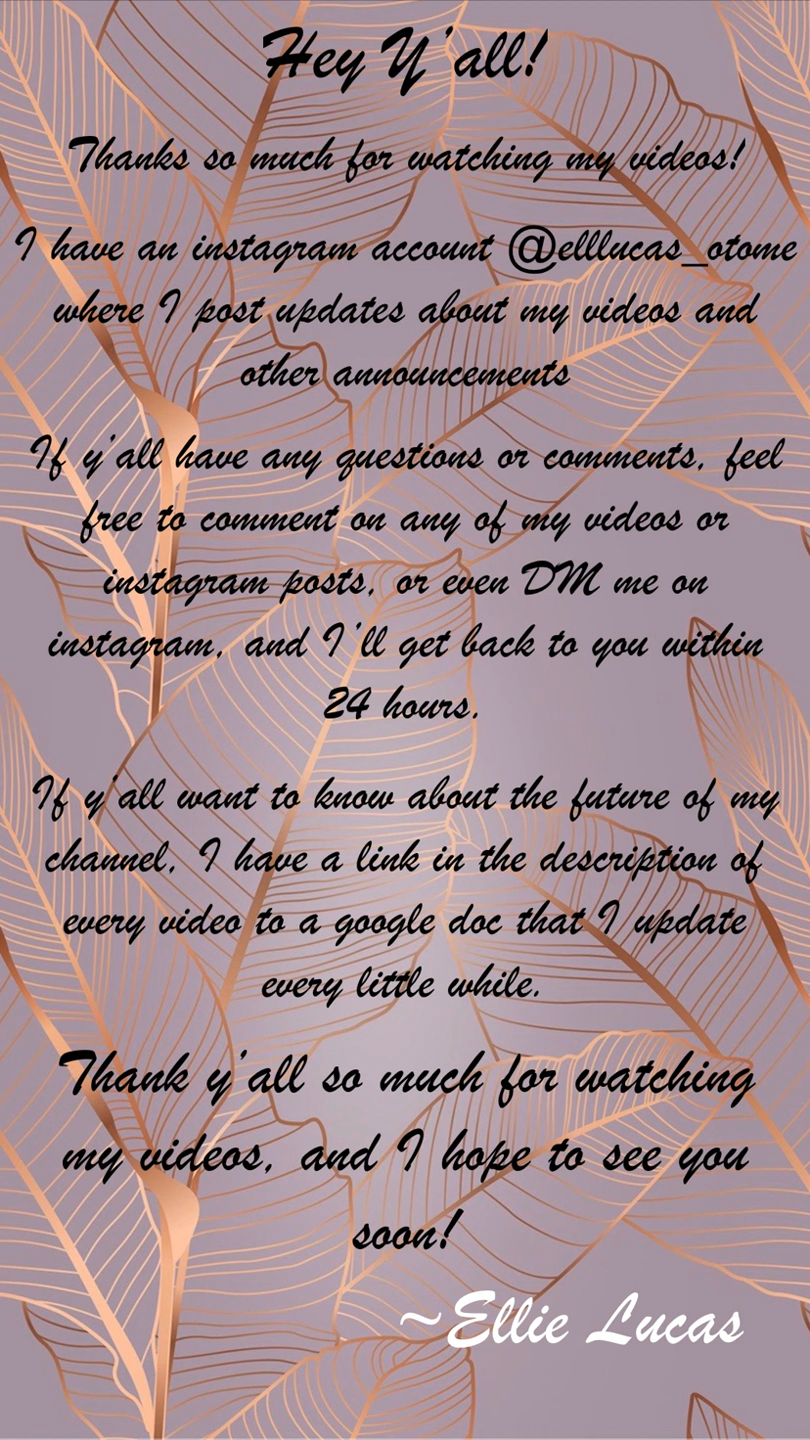 Hey Y'all!
Thanks so much for watching my videos!
I have an instagram account @elllucas_otome
where I post updates about my videos and
other announcements
If y'all have any questions or comments, feel
free to comment on any of my videos or
instagram posts, or even DM me on
instagram, and I'll get back to you within
24 hours.
If y'all want to know about the future of my
channel, I have a link in the description of
every video to a google doc that I update
every little while.
Thank y'all so much for watching
my videos, and I hope to see you
soon!
~Ellie Lucas